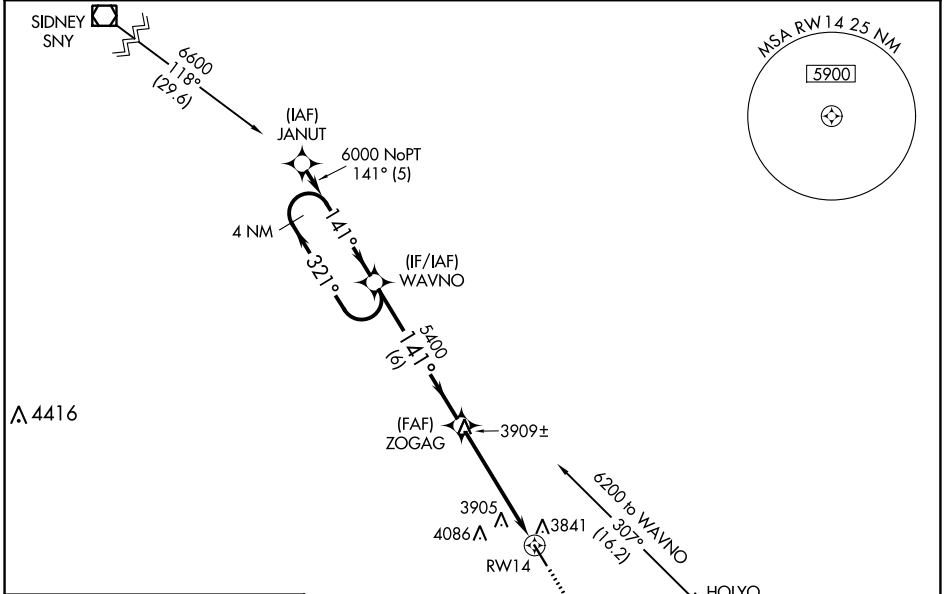 SIDNEY
SNY
6600
118°
(29.6)
MSA RW14 25 NM
5900
(IAF)
JANUT
6000 NoPT
141° (5)
4 NM
141°
321°
(IF/IAF)
WAVNO
5400
141°
(6)
4416
(FAF)
ZOGAG
3909±
3905
4086
3841
RW14
6200 to WAVNO
307°
(16.2)
HOLYO